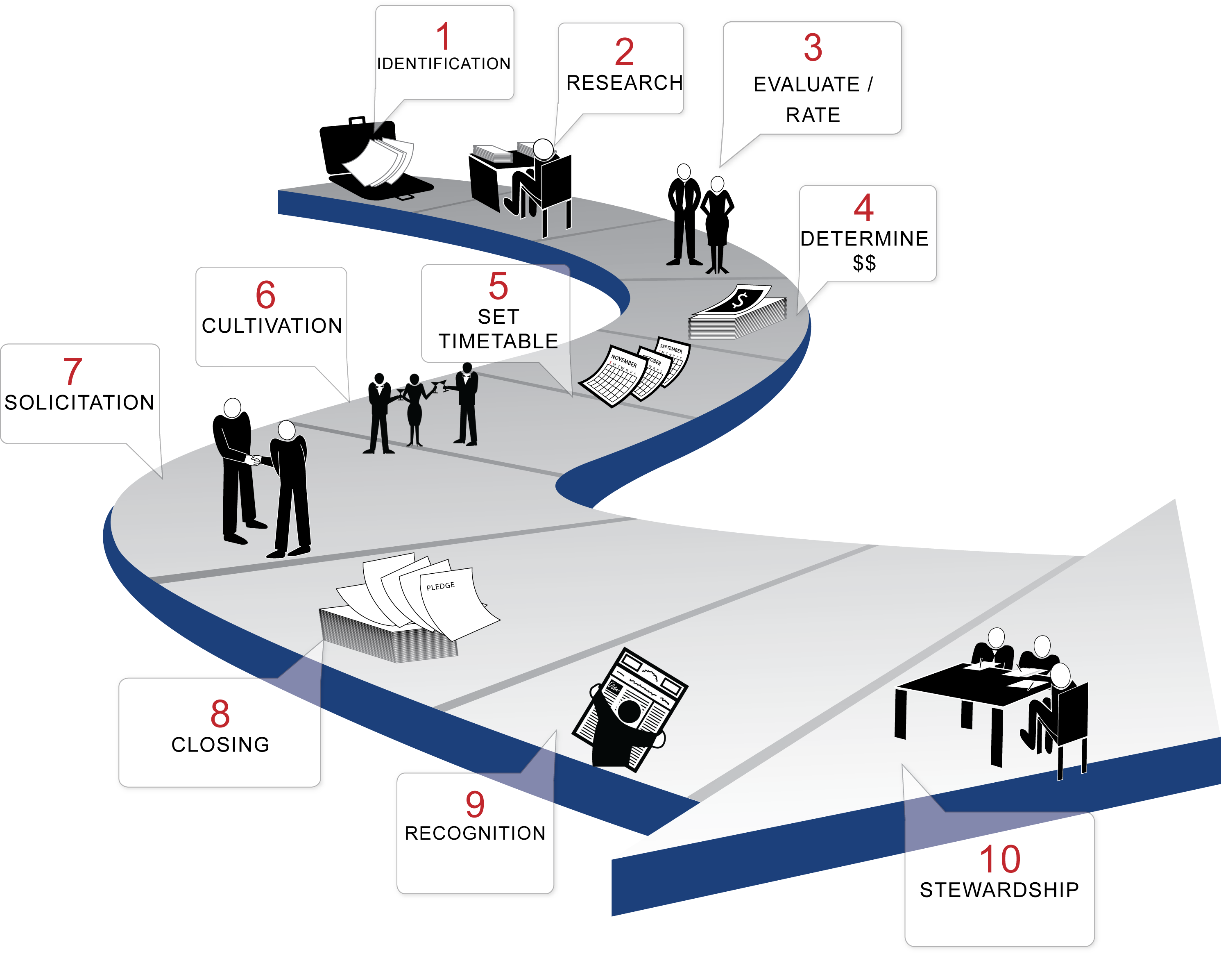 1
IDENTIFICATION
2
RESEARCH
3
EVALUATE /
RATE
4
DETERMINE
$$
5
SET
TIMETABLE
6
CULTIVATION
7
SOLICITATION
8
CLOSING
9
RECOGNITION
10
STEWARDSHIP
$
NOVEMBER
PLEDGE